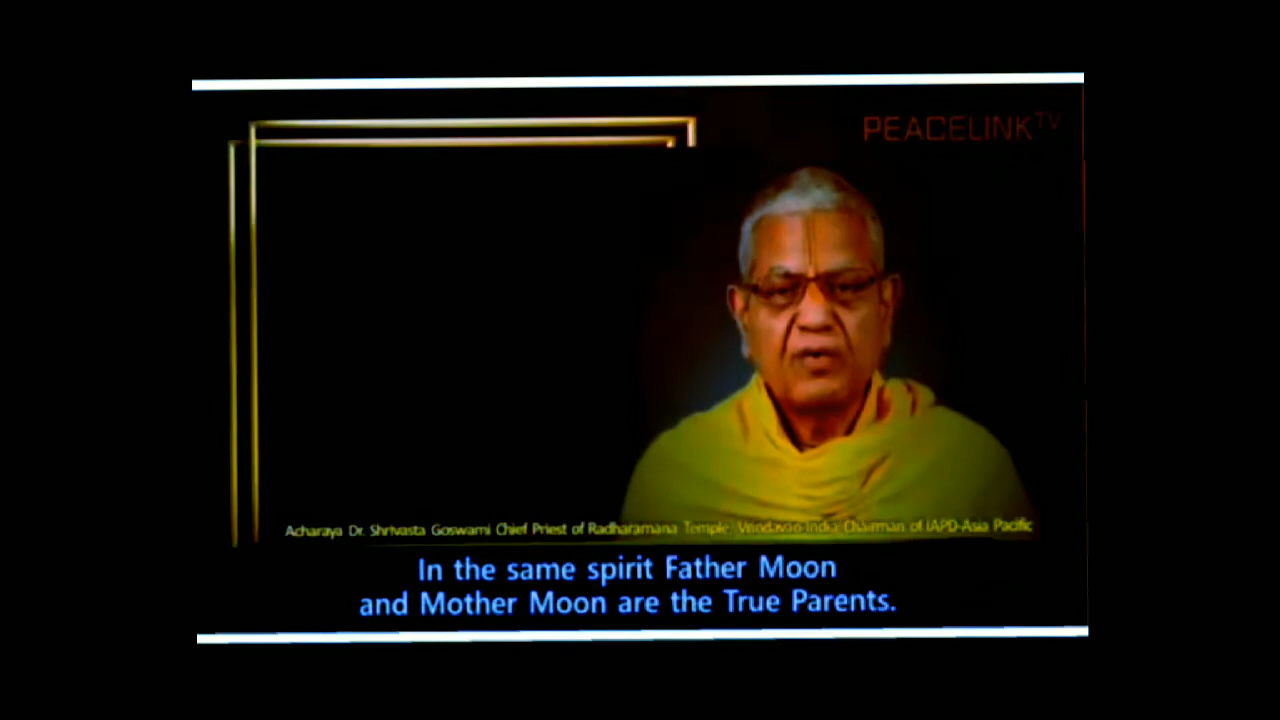 PEACELINK TV
Acharaya Dr. Shrivasta Goswami Chief Priest of Radharamana Temple, Vrindavan-India Chairman of IAPD-Asia Pacific
In the same spirit Father Moon
and Mother Moon are the True Parents.